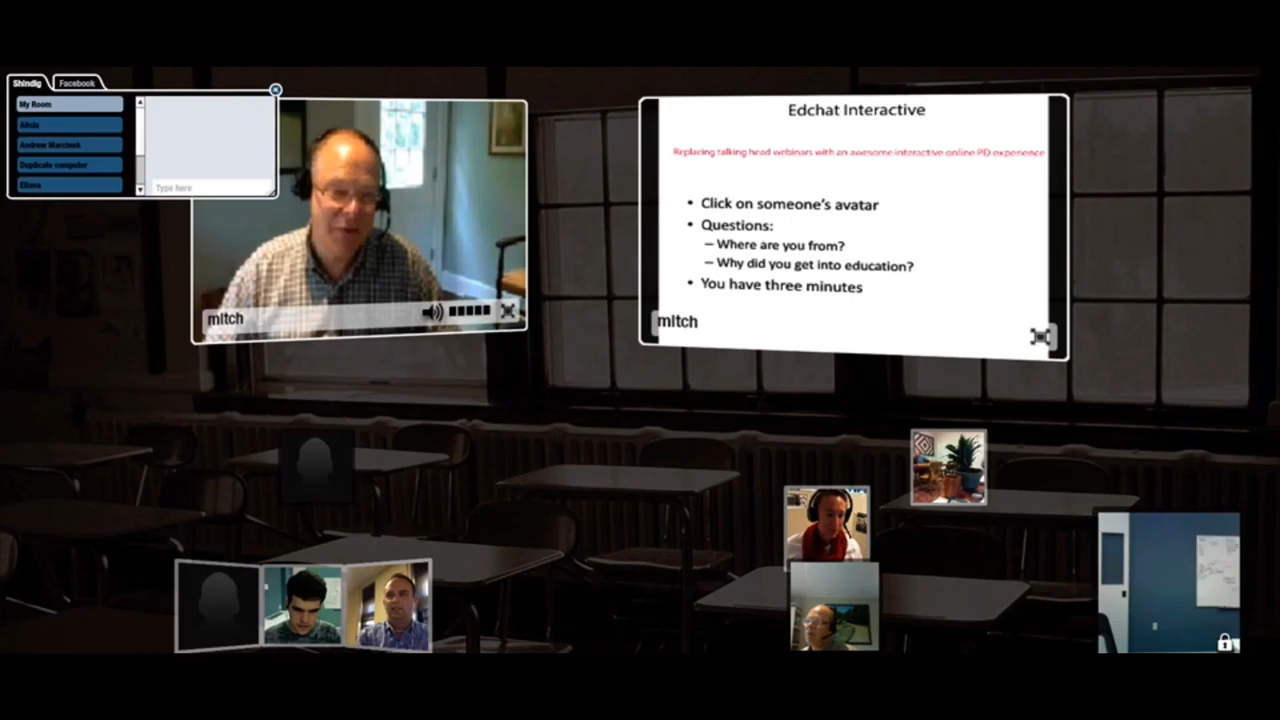 Shindig Facebook
My Room
Alicia
Andrew Marcinek
Duplicate computer
Elisma
Type here
mitch
Edchat Interactive
Replacing talking head webinars with an awesome interactive online PD experience
• Click on someone's avatar
• Questions:
– Where are you from?
– Why did you get into education?
• You have three minutes
mitch